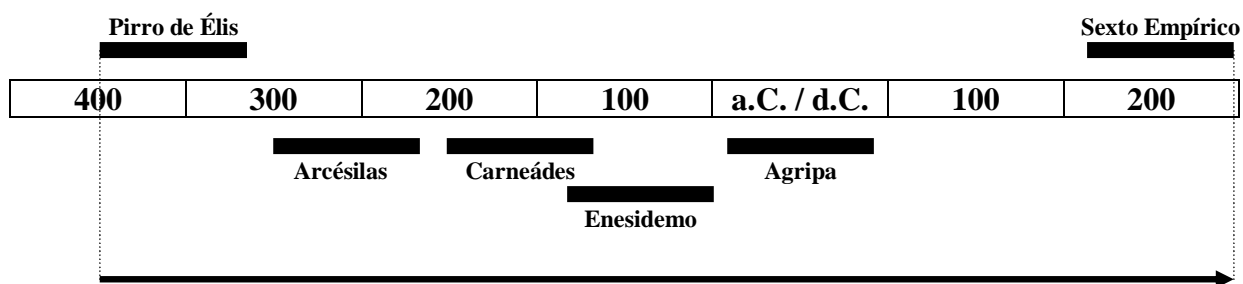 Pirro de Élis Sexto Empírico
400 300 200 100 a.C. / d.C. 100 200
Arcésilas Carneádes Agripa
Enesidemo